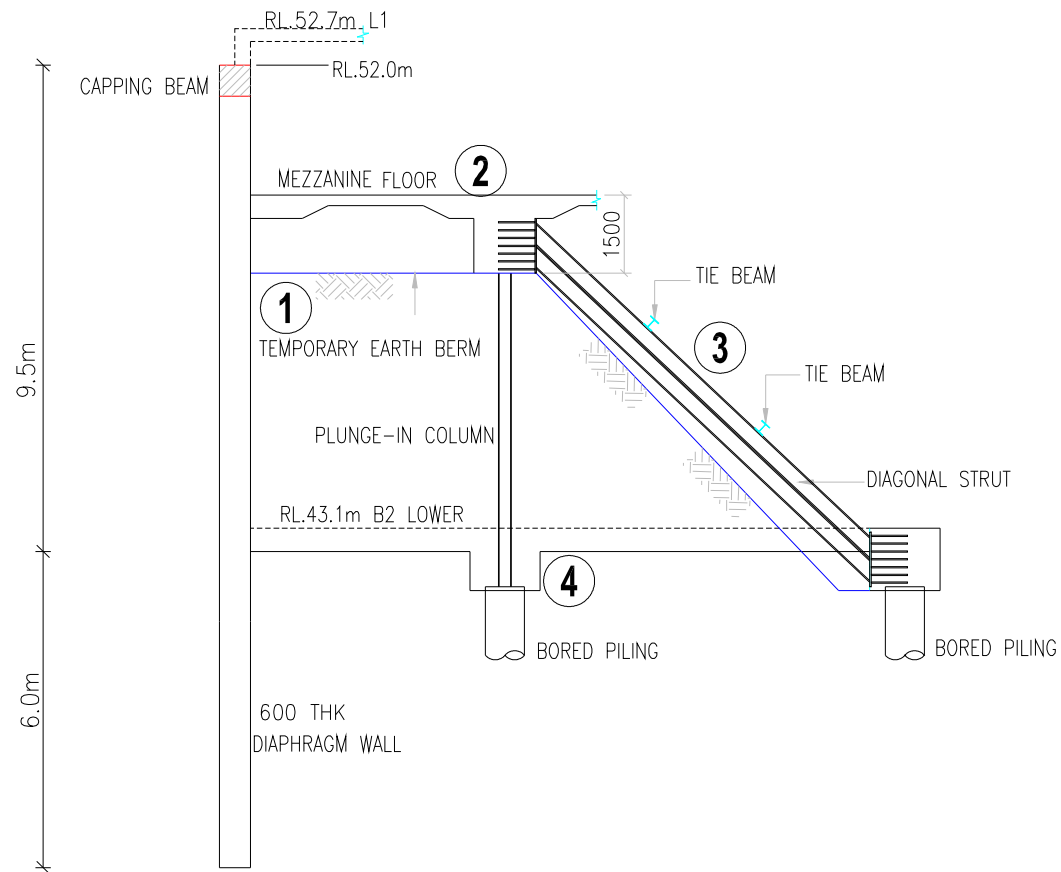 RL.52.7m L1
RL.52.0m
CAPPING BEAM
MEZZANINE FLOOR
2
1500
TIE BEAM
1
3
TEMPORARY EARTH BERM
9.5m
TIE BEAM
PLUNGE-IN COLUMN
DIAGONAL STRUT
RL.43.1m B2 LOWER
4
BORED PILING
BORED PILING
6.0m
600 THK
DIAPHRAGM WALL